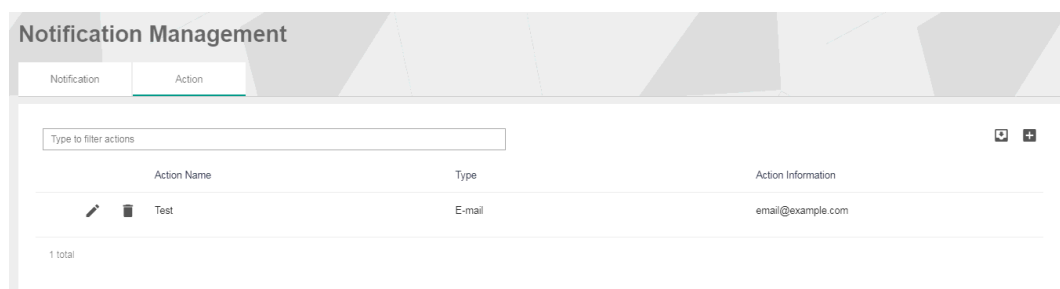 Notification Management
Notification Action
Type to filter actions
Action Name Type Action Information
Test E-mail email@example.com
1 total